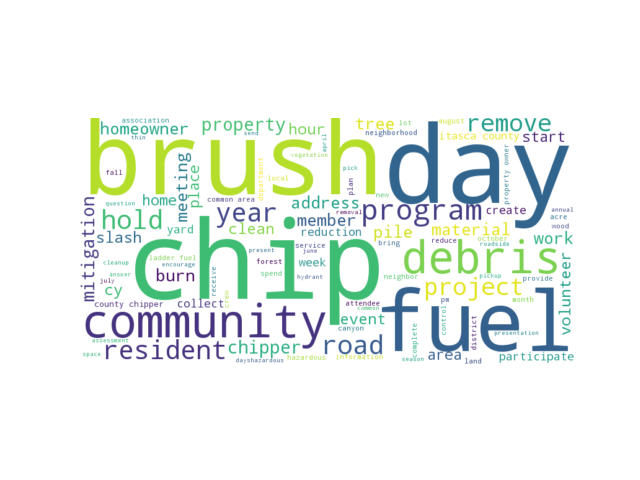 association
homeowner
thin
send
property
hour
april
tree
lot
neighborhood
august
itasca county
remove
start
brush
day
vegetation
fall
question
home
meeting
place
department
local
common area
plan
pick
new
property owner
annual
acre
wood
mitigation
hold
slash
yard
year
clean
address
member
reduction
removal
program
pile
material
create
october
roadside
work
cleanup
answer
july
ladder fuel
encourage
burn
cy
county chipper
collect
receive
chip
present
forest
spend
service
june
week
hydrant
bring
neighbor
reduce
debris
project
pickup
provide
month
volunteer
community
crew
event
attendee
common
canyon
fuel
pm
control
complete
season
district
presentation
resident
assessment
space
chipper
dayshazardous
hazardous
information
road
area
land
participate